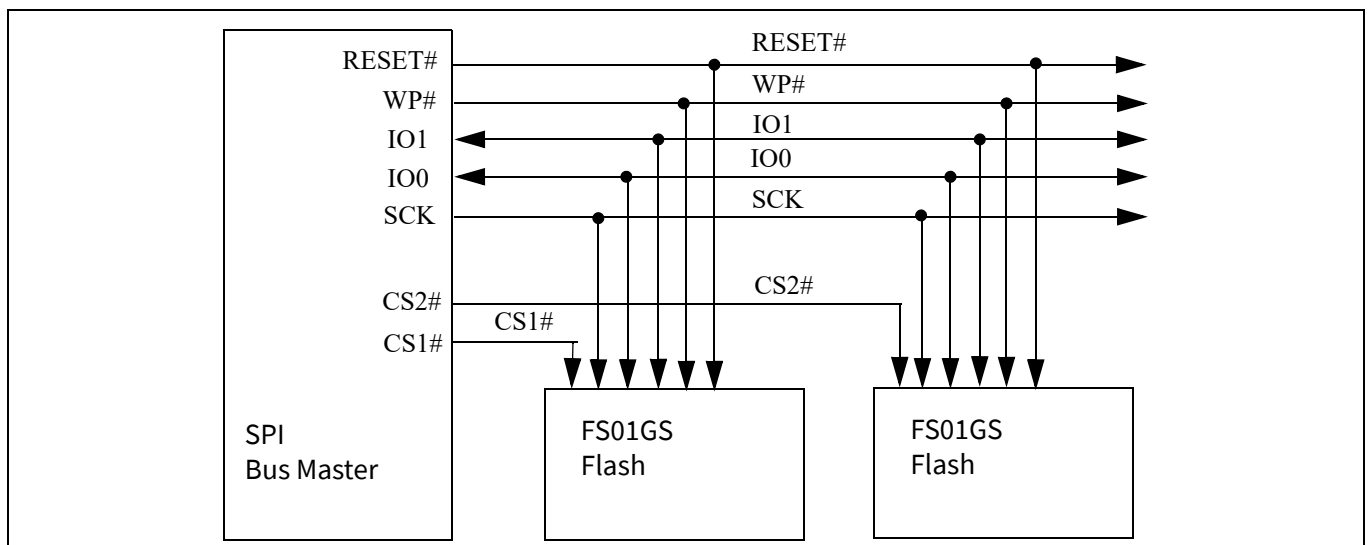 RESET#
RESET#
WP#
WP#
IO1
IO1
IO0
IO0
SCK
SCK
CS2#
CS2#
CS1#
CS1#
SPI
Bus Master
FS01GS
Flash
FS01GS
Flash